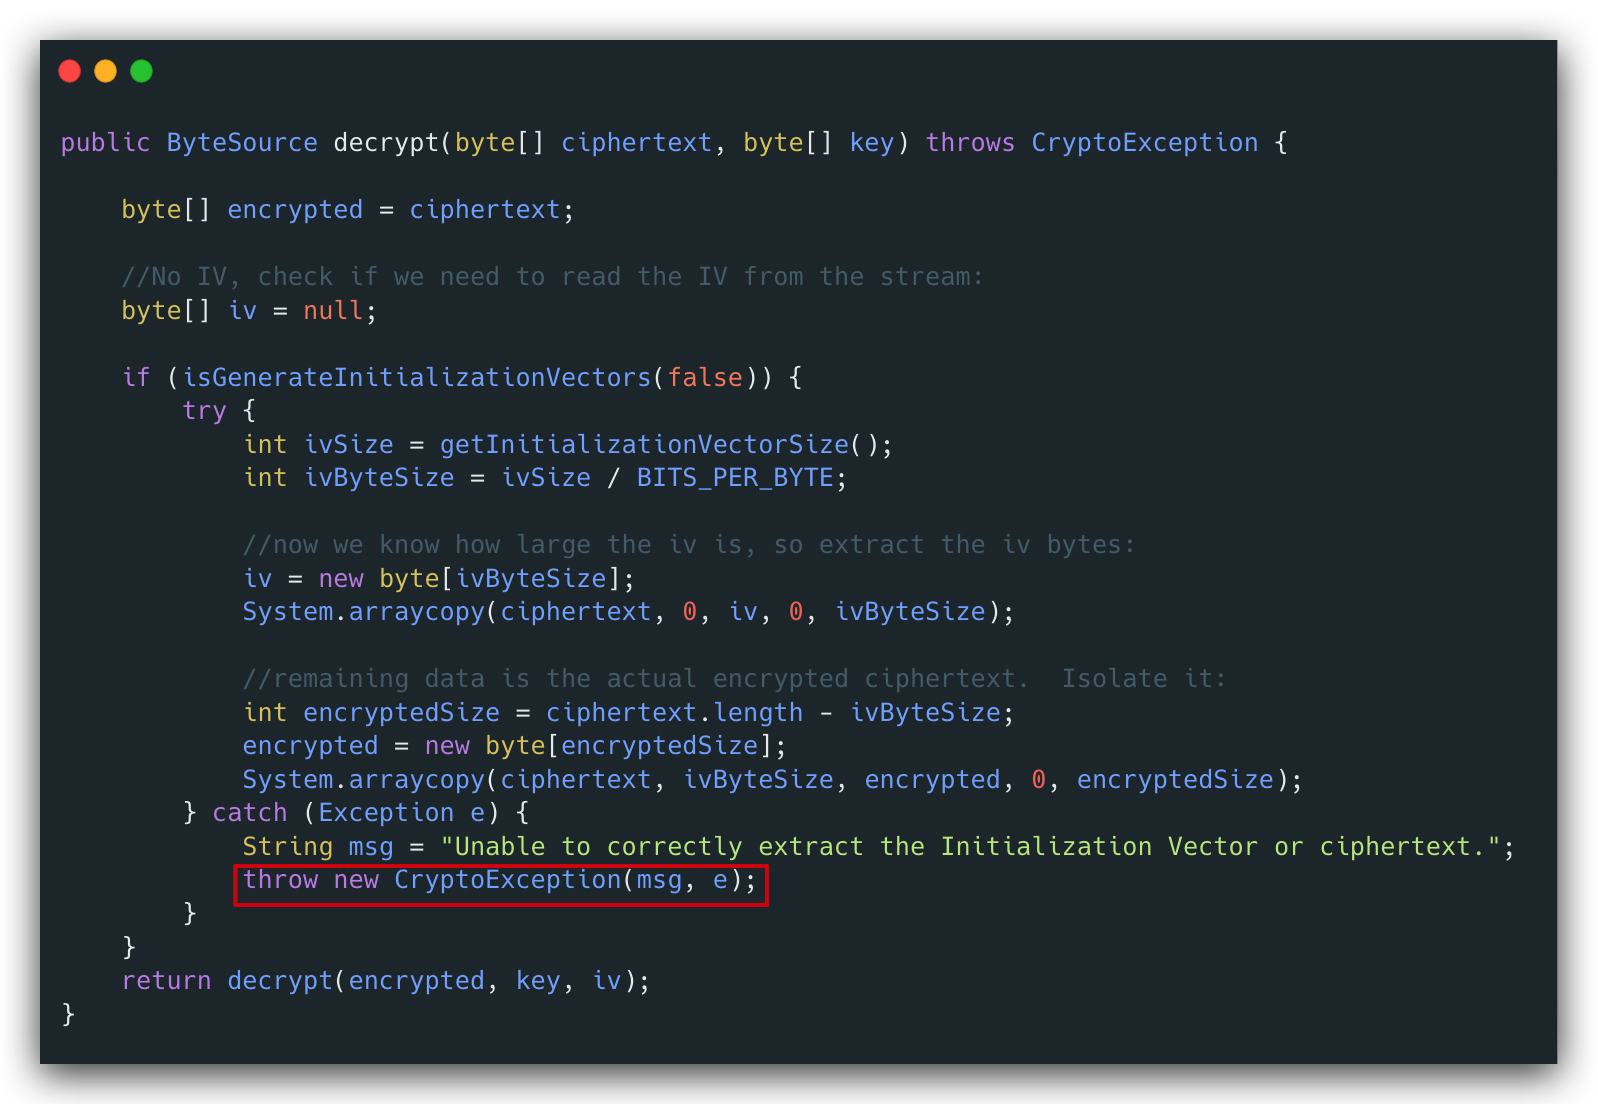 public ByteSource decrypt(byte[] ciphertext, byte[] key) throws CryptoException {
byte[] encrypted = ciphertext;
//No IV, check if we need to read the IV from the stream:
byte[] iv = null;
if (isGenerateInitializationVectors(false)) {
try {
int ivSize = getInitializationVectorSize();
int ivByteSize = ivSize / BITS_PER_BYTE;
//now we know how large the iv is, so extract the iv bytes:
iv = new byte[ivByteSize];
System.arraycopy(ciphertext, 0, iv, 0, ivByteSize);
//remaining data is the actual encrypted ciphertext.  Isolate it:
int encryptedSize = ciphertext.length - ivByteSize;
encrypted = new byte[encryptedSize];
System.arraycopy(ciphertext, ivByteSize, encrypted, 0, encryptedSize);
} catch (Exception e) {
String msg = "Unable to correctly extract the Initialization Vector or ciphertext.";
throw new CryptoException(msg, e);
}
}
return decrypt(encrypted, key, iv);
}